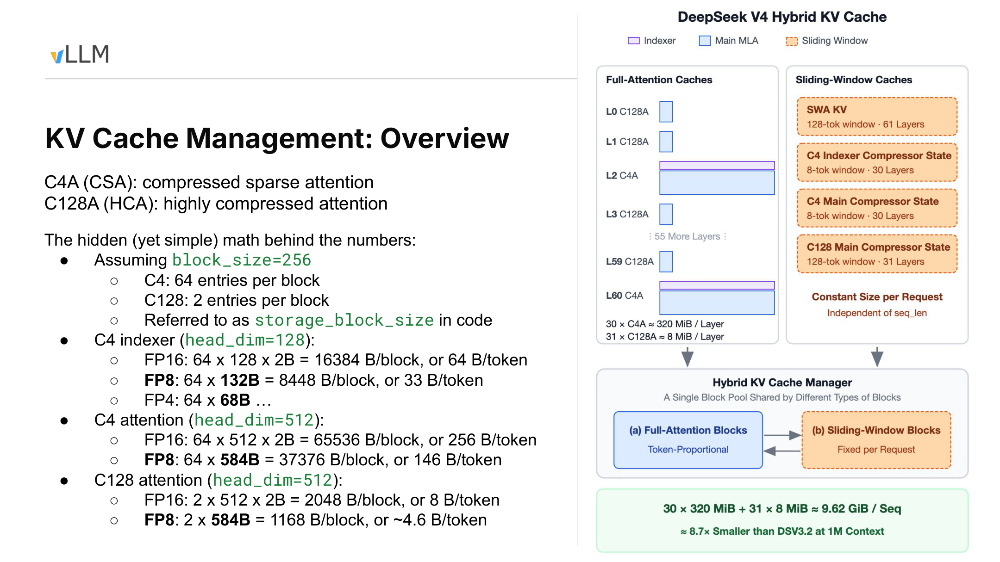 vLLM
KV Cache Management: Overview
C4A (CSA): compressed sparse attention
C128A (HCA): highly compressed attention
The hidden (yet simple) math behind the numbers:
● Assuming block_size=256
○ C4: 64 entries per block
○ C128: 2 entries per block
○ Referred to as storage_block_size in code
● C4 indexer (head_dim=128):
○ FP16: 64 x 128 x 2B = 16384 B/block, or 64 B/token
○ FP8: 64 x 132B = 8448 B/block, or 33 B/token
○ FP4: 64 x 68B …
● C4 attention (head_dim=512):
○ FP16: 64 x 512 x 2B = 65536 B/block, or 256 B/token
○ FP8: 64 x 584B = 37376 B/block, or 146 B/token
● C128 attention (head_dim=512):
○ FP16: 2 x 512 x 2B = 2048 B/block, or 8 B/token
○ FP8: 2 x 584B = 1168 B/block, or ~4.6 B/token
DeepSeek V4 Hybrid KV Cache
Indexer
Main MLA
Sliding Window
Full-Attention Caches
L0 C128A
L1 C128A
L2 C4A
L3 C128A
⋮ 55 More Layers ⋮
L59 C128A
L60 C4A
30 × C4A ≈ 320 MiB / Layer
31 × C128A ≈ 8 MiB / Layer
Sliding-Window Caches
SWA KV
128-tok window · 61 Layers
C4 Indexer Compressor State
8-tok window · 30 Layers
C4 Main Compressor State
8-tok window · 30 Layers
C128 Main Compressor State
128-tok window · 31 Layers
Constant Size per Request
Independent of seq_len
Hybrid KV Cache Manager
A Single Block Pool Shared by Different Types of Blocks
(a) Full-Attention Blocks
Token-Proportional
(b) Sliding-Window Blocks
Fixed per Request
30 × 320 MiB + 31 × 8 MiB ≈ 9.62 GiB / Seq
≈ 8.7× Smaller than DSV3.2 at 1M Context